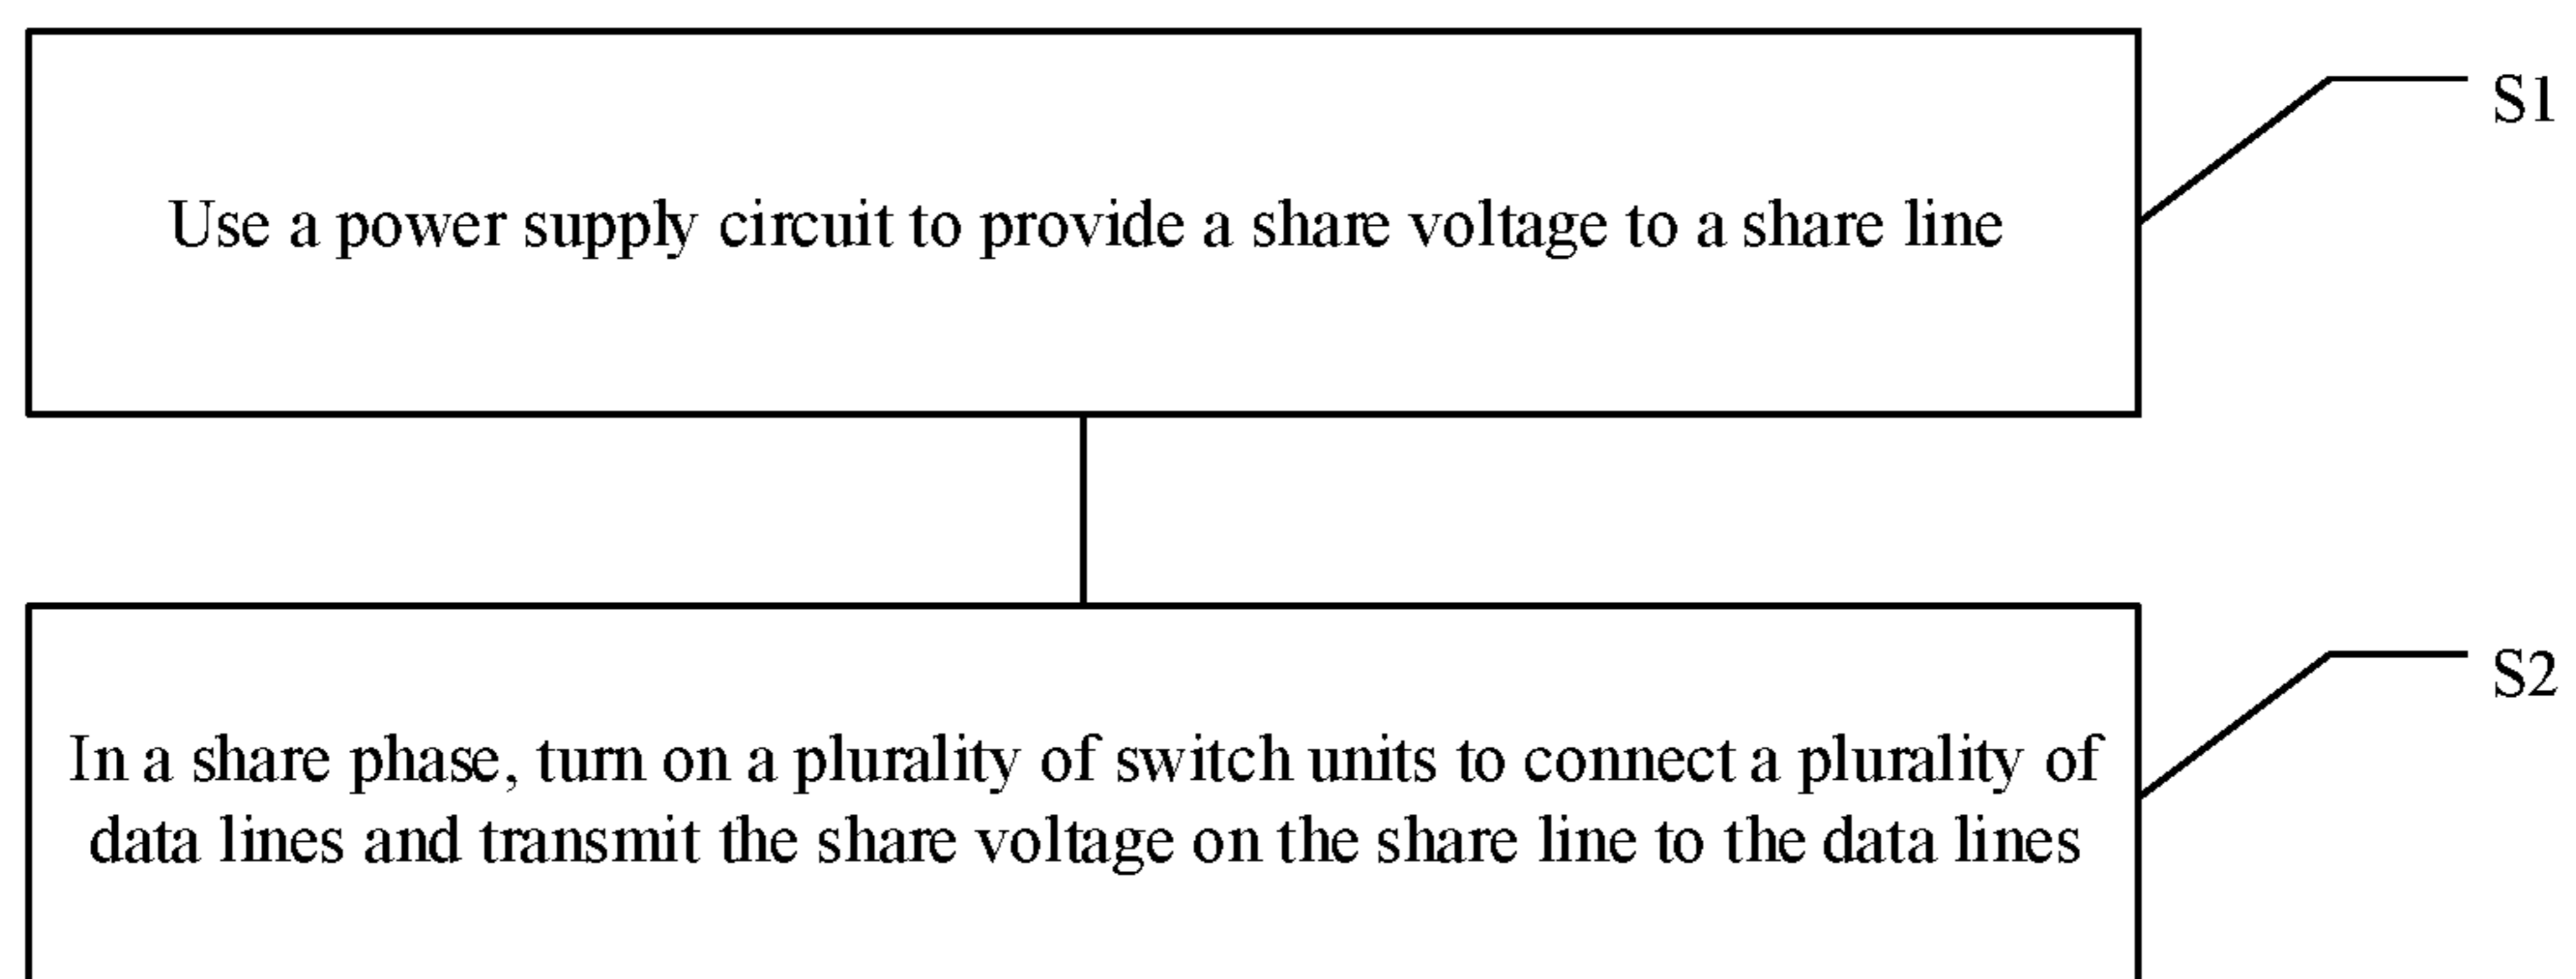 S1
Use a power supply circuit to provide a share voltage to a share line
S2
In a share phase, turn on a plurality of switch units to connect a plurality of
data lines and transmit the share voltage on the share line to the data lines